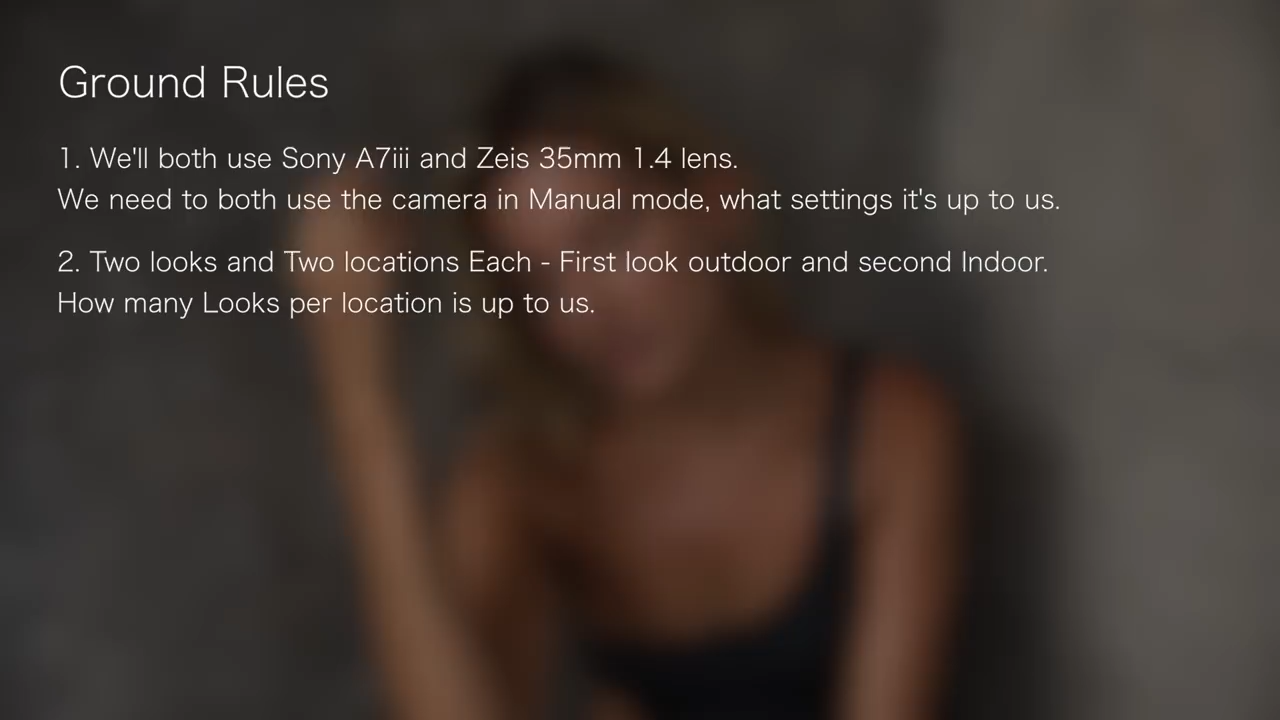 Ground Rules
1. We'll both use Sony A7iii and Zeis 35mm 1.4 lens.
We need to both use the camera in Manual mode, what settings it's up to us.
2. Two looks and Two locations Each - First look outdoor and second Indoor.
How many Looks per location is up to us.